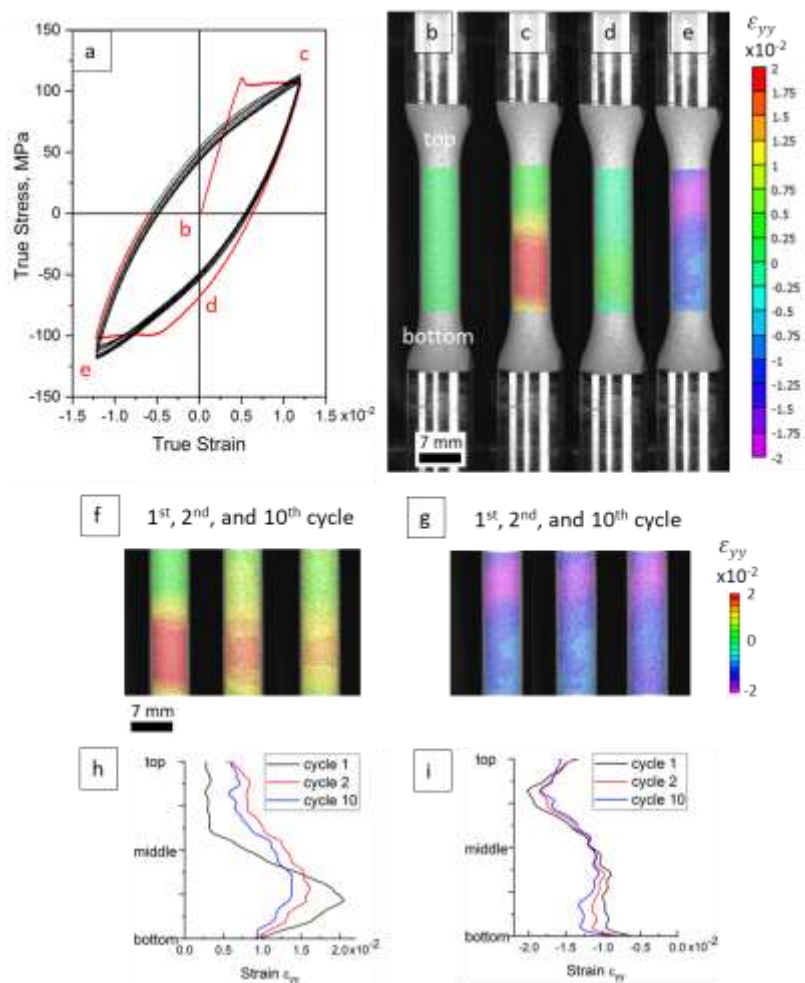 a
True Stress, MPa
150
100
50
0
-50
-100
-150
-1.5 -1.0 -0.5 0.0 0.5 1.0 1.5 x10-2
True Strain
b
c
d
e
b c d e
top
bottom
7 mm
εyy
x10-2
2
1.75
1.5
1.25
1
0.75
0.5
0.25
0
-0.25
-0.5
-0.75
-1
-1.25
-1.5
-1.75
-2
f 1st, 2nd, and 10th cycle
7 mm
g 1st, 2nd, and 10th cycle
εyy
x10-2
2
0
-2
h
top
middle
bottom
cycle 1
cycle 2
cycle 10
0.0 0.5 1.0 1.5 2.0 x10-2
Strain εyy
i
top
middle
bottom
cycle 1
cycle 2
cycle 10
-2.0 -1.5 -1.0 0.0 x10-2
Strain εyy